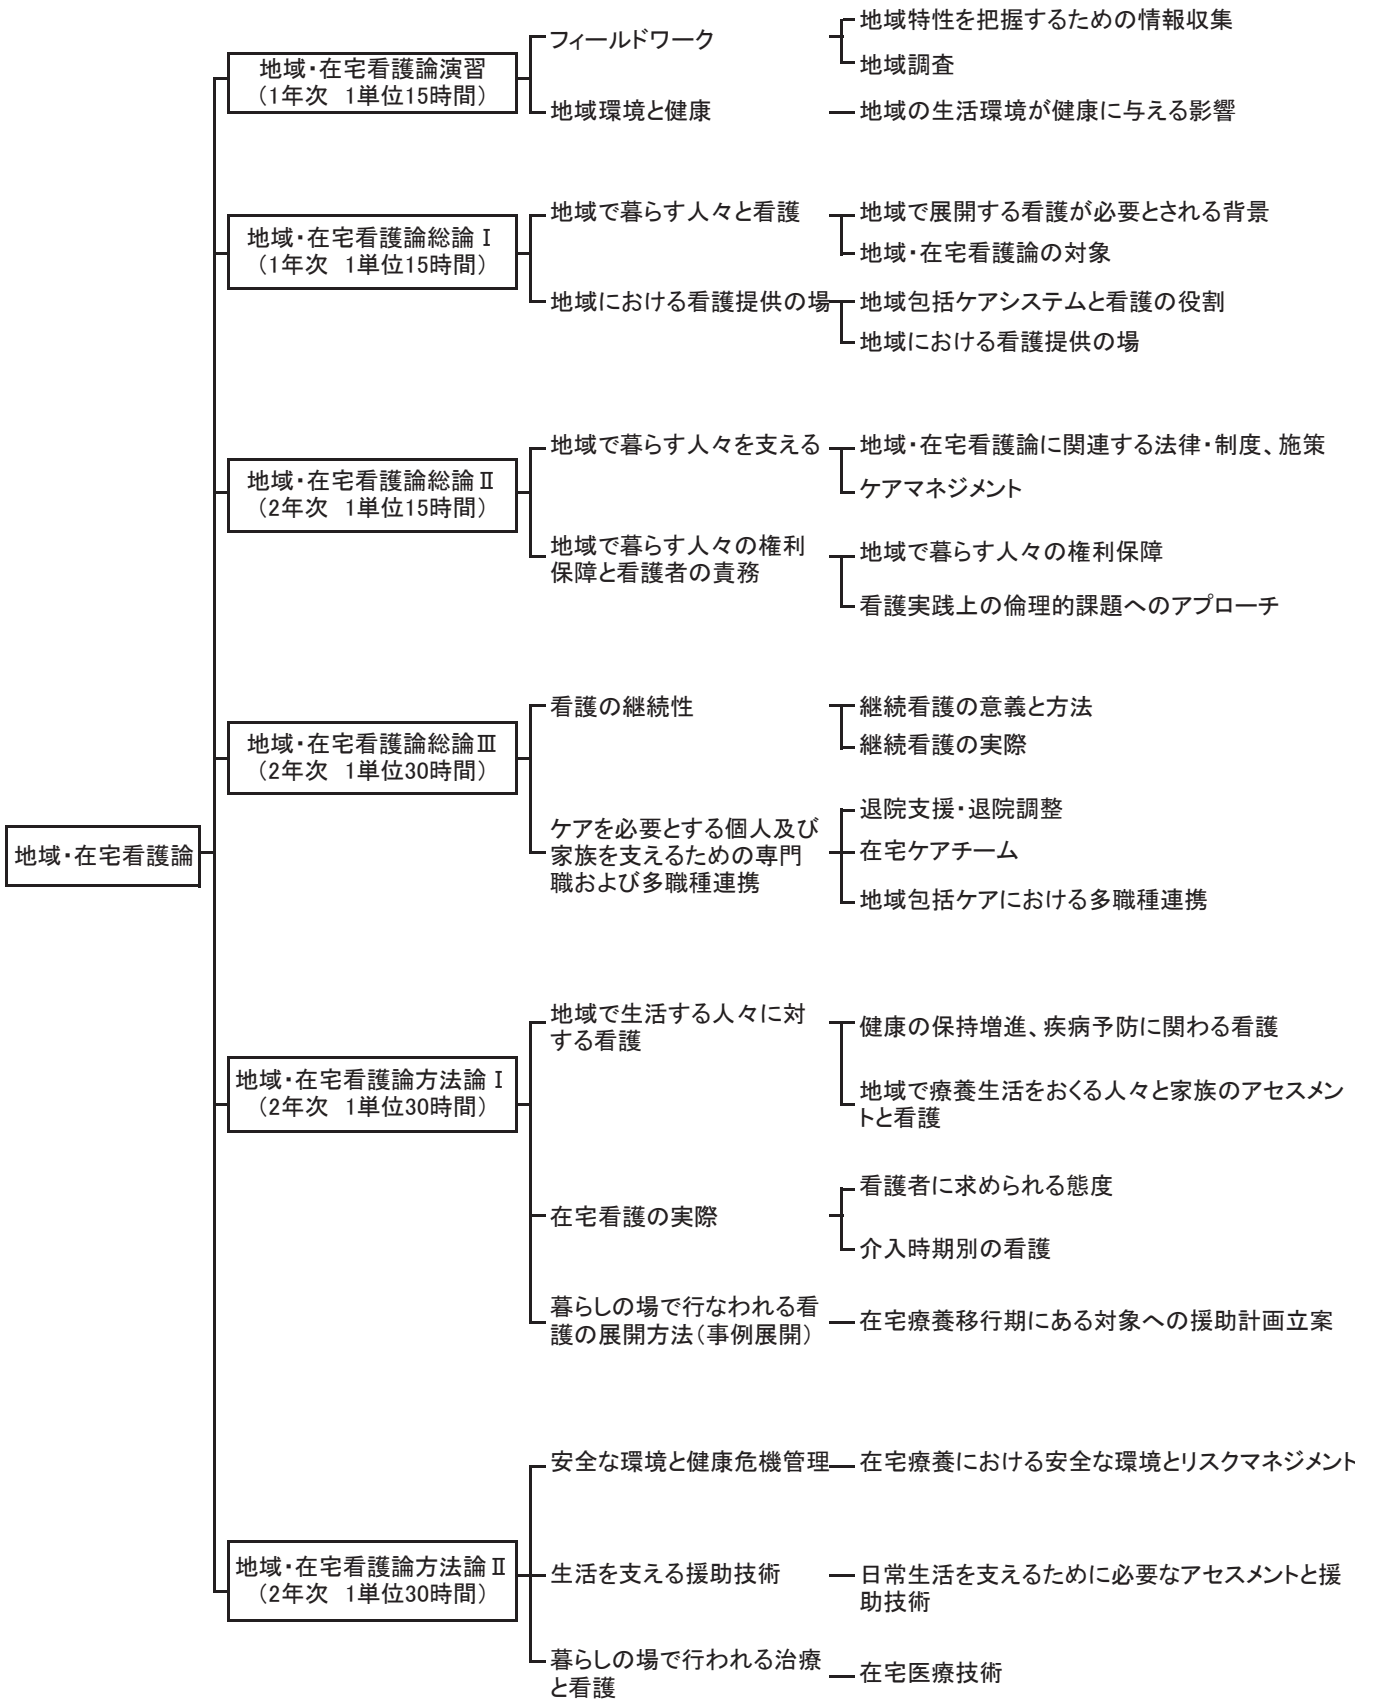 地域・在宅看護論
地域・在宅看護論演習
（1年次　1単位15時間）
フィールドワーク
地域特性を把握するための情報収集
地域調査
地域環境と健康
地域の生活環境が健康に与える影響
地域・在宅看護論総論Ⅰ
（1年次　1単位15時間）
地域で暮らす人々と看護
地域で展開する看護が必要とされる背景
地域・在宅看護論の対象
地域における看護提供の場
地域包括ケアシステムと看護の役割
地域における看護提供の場
地域・在宅看護論総論Ⅱ
（2年次　1単位15時間）
地域で暮らす人々を支える
地域・在宅看護論に関連する法律・制度、施策
ケアマネジメント
地域で暮らす人々の権利
保障と看護者の責務
地域で暮らす人々の権利保障
看護実践上の倫理的課題へのアプローチ
地域・在宅看護論総論Ⅲ
（2年次　1単位30時間）
看護の継続性
継続看護の意義と方法
継続看護の実際
ケアを必要とする個人及び
家族を支えるための専門
職および多職種連携
退院支援・退院調整
在宅ケアチーム
地域包括ケアにおける多職種連携
地域・在宅看護論方法論Ⅰ
（2年次　1単位30時間）
地域で生活する人々に対
する看護
健康の保持増進、疾病予防に関わる看護
地域で療養生活をおくる人々と家族のアセスメン
トと看護
在宅看護の実際
看護者に求められる態度
介入時期別の看護
暮らしの場で行なわれる看
護の展開方法（事例展開）
在宅療養移行期にある対象への援助計画立案
地域・在宅看護論方法論Ⅱ
（2年次　1単位30時間）
安全な環境と健康危機管理
在宅療養における安全な環境とリスクマネジメント
生活を支える援助技術
日常生活を支えるために必要なアセスメントと援
助技術
暮らしの場で行われる治療
と看護
在宅医療技術